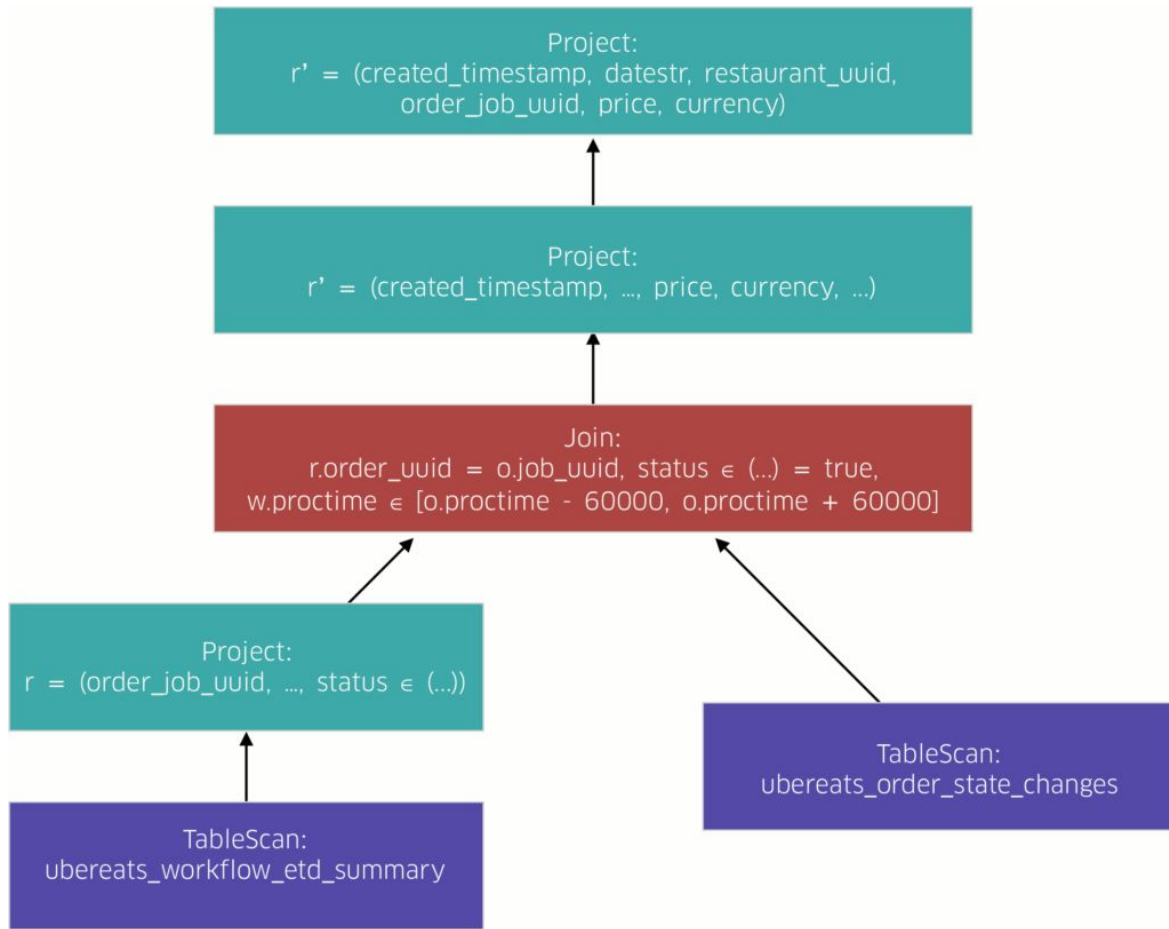 Project:
r’ = (created_timestamp, datestr, restaurant_uuid,
order_job_uuid, price, currency)
Project:
r’ = (created_timestamp, …, price, currency, …)
Join:
r.order_uuid = o.job_uuid, status ∈ (…) = true,
w.proctime ∈ [o.proctime - 60000, o.proctime + 60000]
Project:
r = (order_job_uuid, …, status ∈ (…))
TableScan:
ubereats_order_state_changes
TableScan:
ubereats_workflow_etd_summary